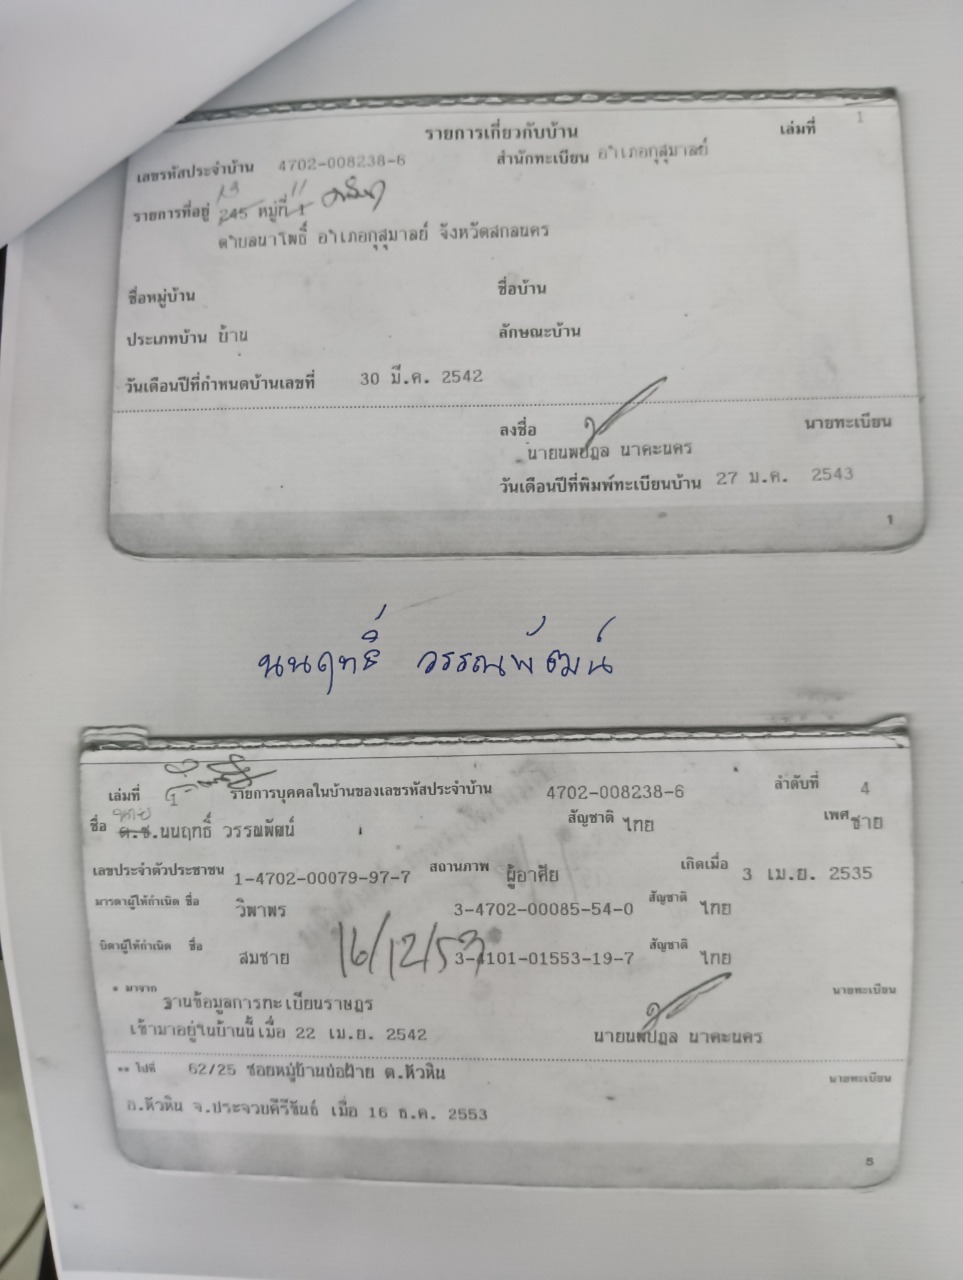 รายการเกี่ยวกับบ้าน เล่มที่ 1
เลขรหัสประจำบ้าน 4702-008238-6 สำนักทะเบียน อำเภอกุสุมาลย์
13 11
รายการที่อยู่ 245 หมู่ที่ 1
ตำบลนาโพธิ์ อำเภอกุสุมาลย์ จังหวัดสกลนคร
ชื่อหมู่บ้าน ชื่อบ้าน
ประเภทบ้าน บ้าน ลักษณะบ้าน
วันเดือนปีที่กำหนดบ้านเลขที่ 30 มี.ค. 2542
ลงชื่อ นายทะเบียน
นายนพปฎล นาคะนคร
วันเดือนปีที่พิมพ์ทะเบียนบ้าน 27 ม.ค. 2543
1
นนฤทธิ์ วรรณพัฒน์
เล่มที่ 1 รายการบุคคลในบ้านของเลขรหัสประจำบ้าน 4702-008238-6 ลำดับที่ 4
นาย
ชื่อ ด.ช.นนฤทธิ์ วรรณพัฒน์ สัญชาติ ไทย เพศ ชาย
เลขประจำตัวประชาชน 1-4702-00079-97-7 สถานภาพ ผู้อาศัย เกิดเมื่อ 3 เม.ย. 2535
มารดาผู้ให้กำเนิด ชื่อ วิพาพร 3-4702-00085-54-0 สัญชาติ ไทย
บิดาผู้ให้กำเนิด ชื่อ สมชาย 16/12/53 3-4101-01553-19-7 สัญชาติ ไทย
* มาจาก ฐานข้อมูลการทะเบียนราษฎร นายทะเบียน
เข้ามาอยู่ในบ้านนี้เมื่อ 22 เม.ย. 2542 นายนพปฎล นาคะนคร
** ไปที่ 62/25 ซอยหมู่บ้านบ่อฝ้าย ต.หัวหิน นายทะเบียน
อ.หัวหิน จ.ประจวบคีรีขันธ์ เมื่อ 16 ธ.ค. 2553
5